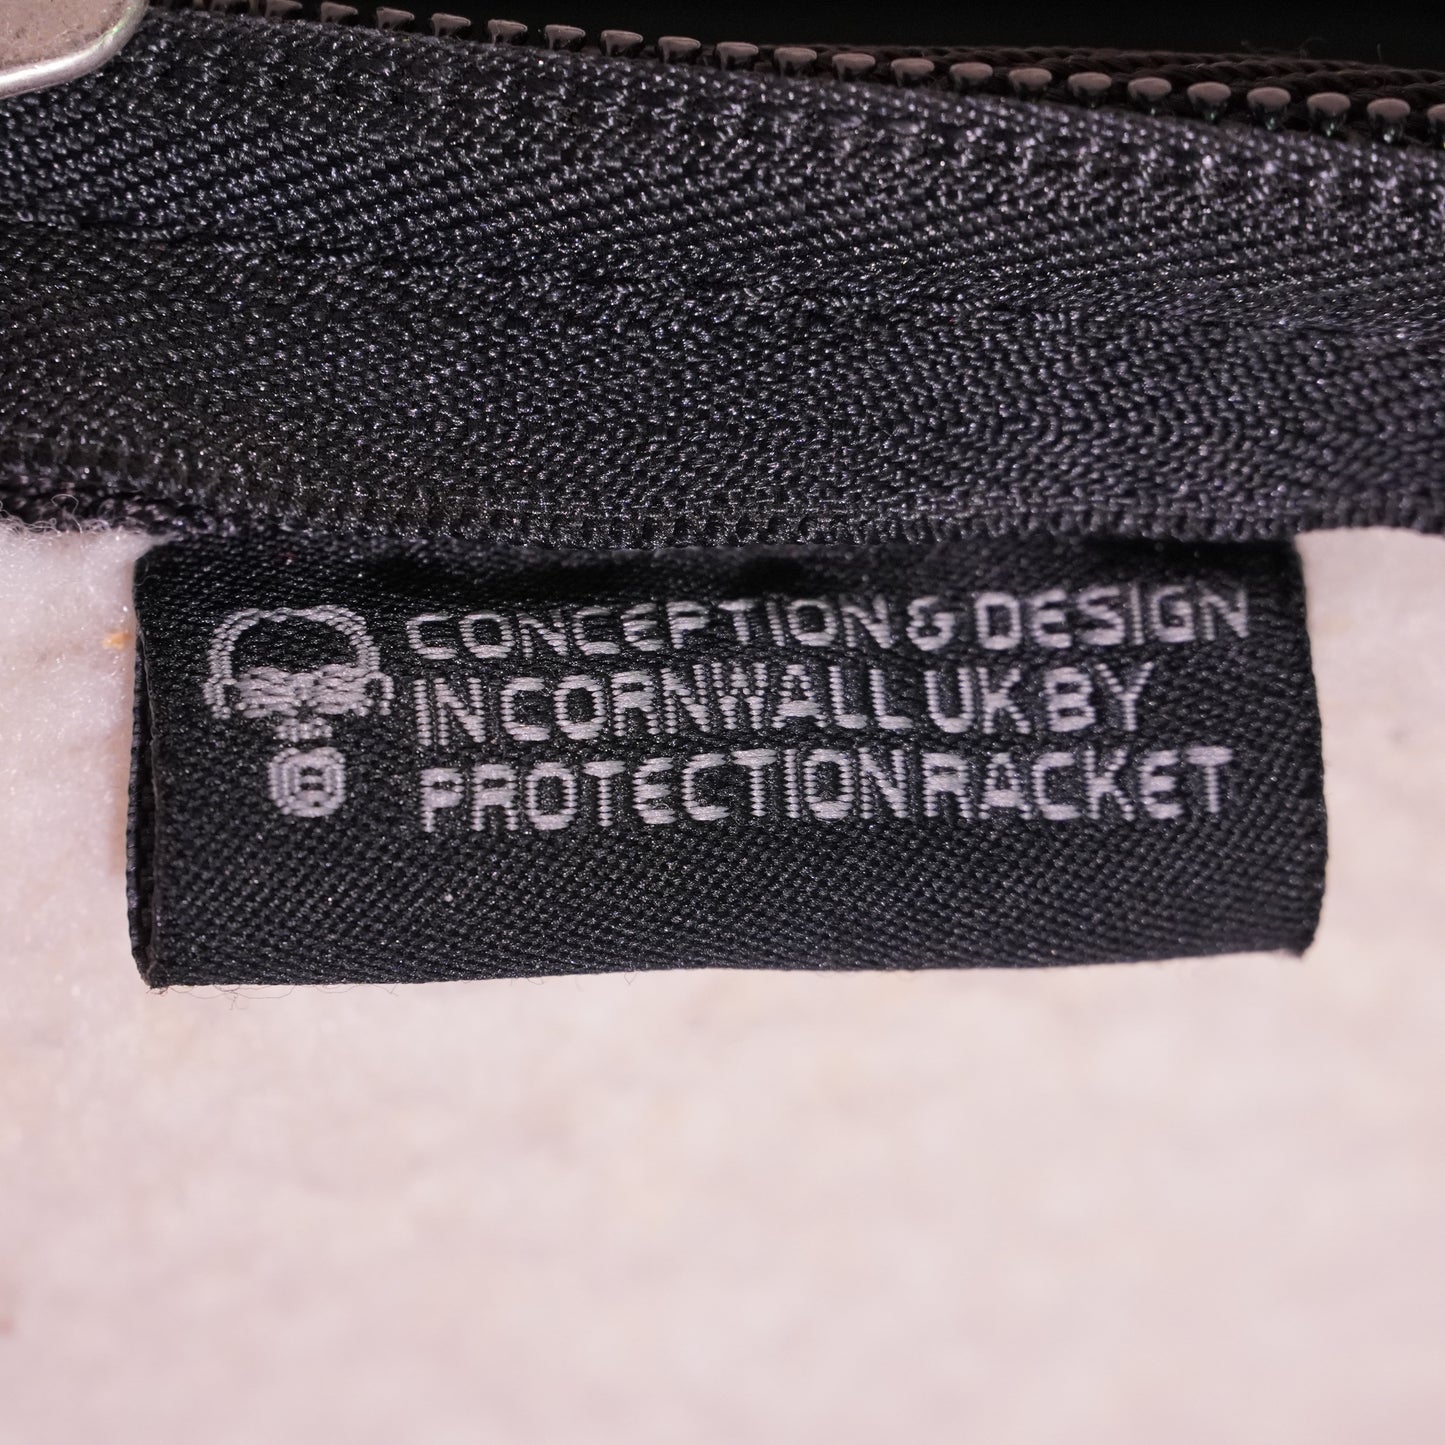 CONCEPTION & DESIGN
IN CORNWALL UK BY
PROTECTION RACKET
®